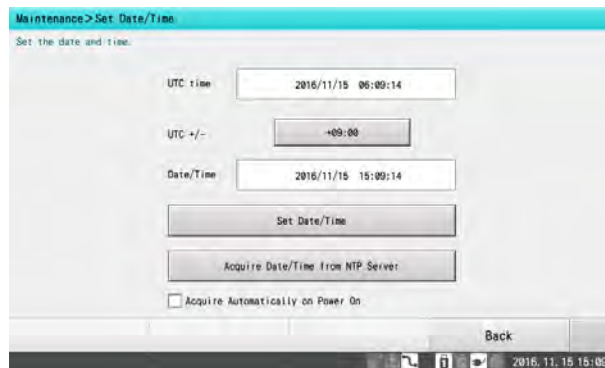 Maintenance>Set Date/Time
Set the date and time.
UTC time 2016/11/15 06:09:14
UTC +/- +09:00
Date/Time 2016/11/15 15:09:14
Set Date/Time
Acquire Date/Time from NTP Server
Acquire Automatically on Power On
Back
2016.11.15 15:09